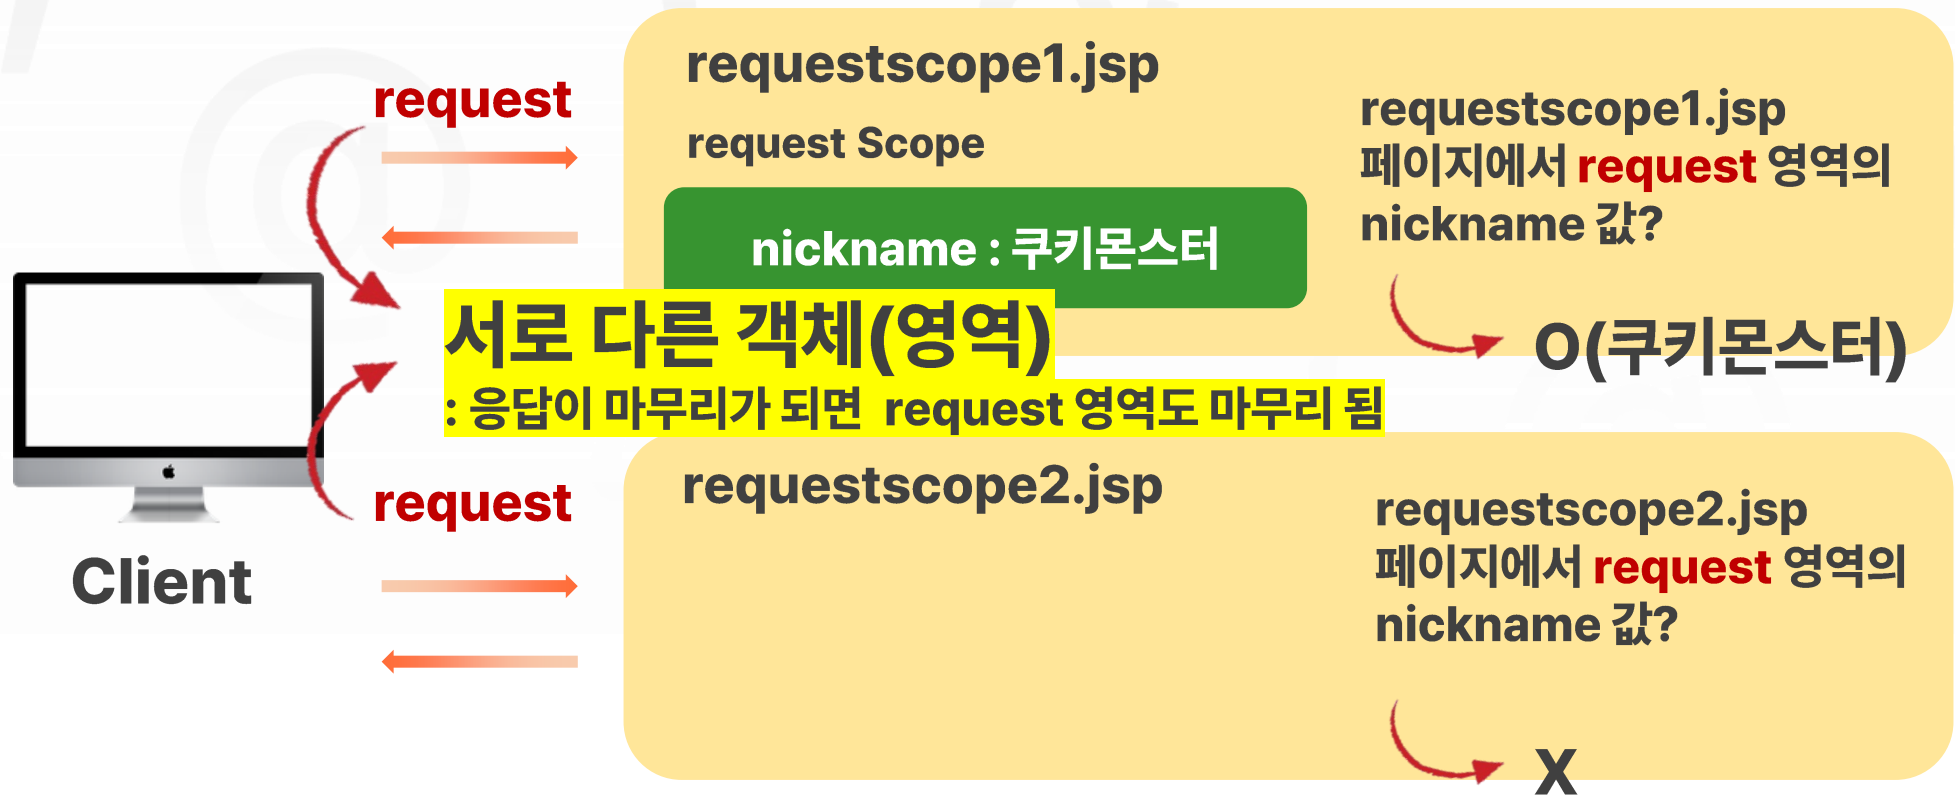 requestscope1.jsp
request
request Scope
nickname : 쿠키몬스터
requestscope1.jsp
페이지에서 request 영역의
nickname 값?
O(쿠키몬스터)
서로 다른 객체(영역)
: 응답이 마무리가 되면 request 영역도 마무리 됨
Client
request
requestscope2.jsp
requestscope2.jsp
페이지에서 request 영역의
nickname 값?
X